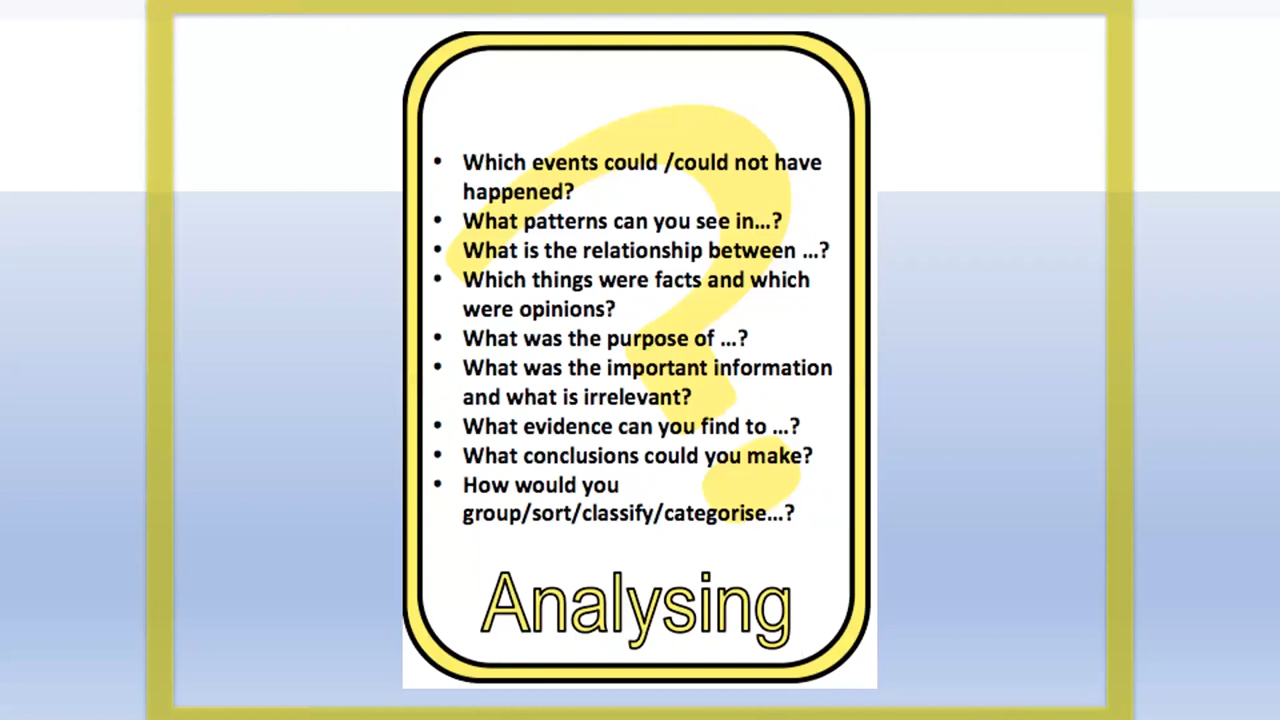 • Which events could /could not have
happened?
• What patterns can you see in...?
• What is the relationship between ...?
• Which things were facts and which
were opinions?
• What was the purpose of ...?
• What was the important information
and what is irrelevant?
• What evidence can you find to ...?
• What conclusions could you make?
• How would you
group/sort/classify/categorise...?
Analysing